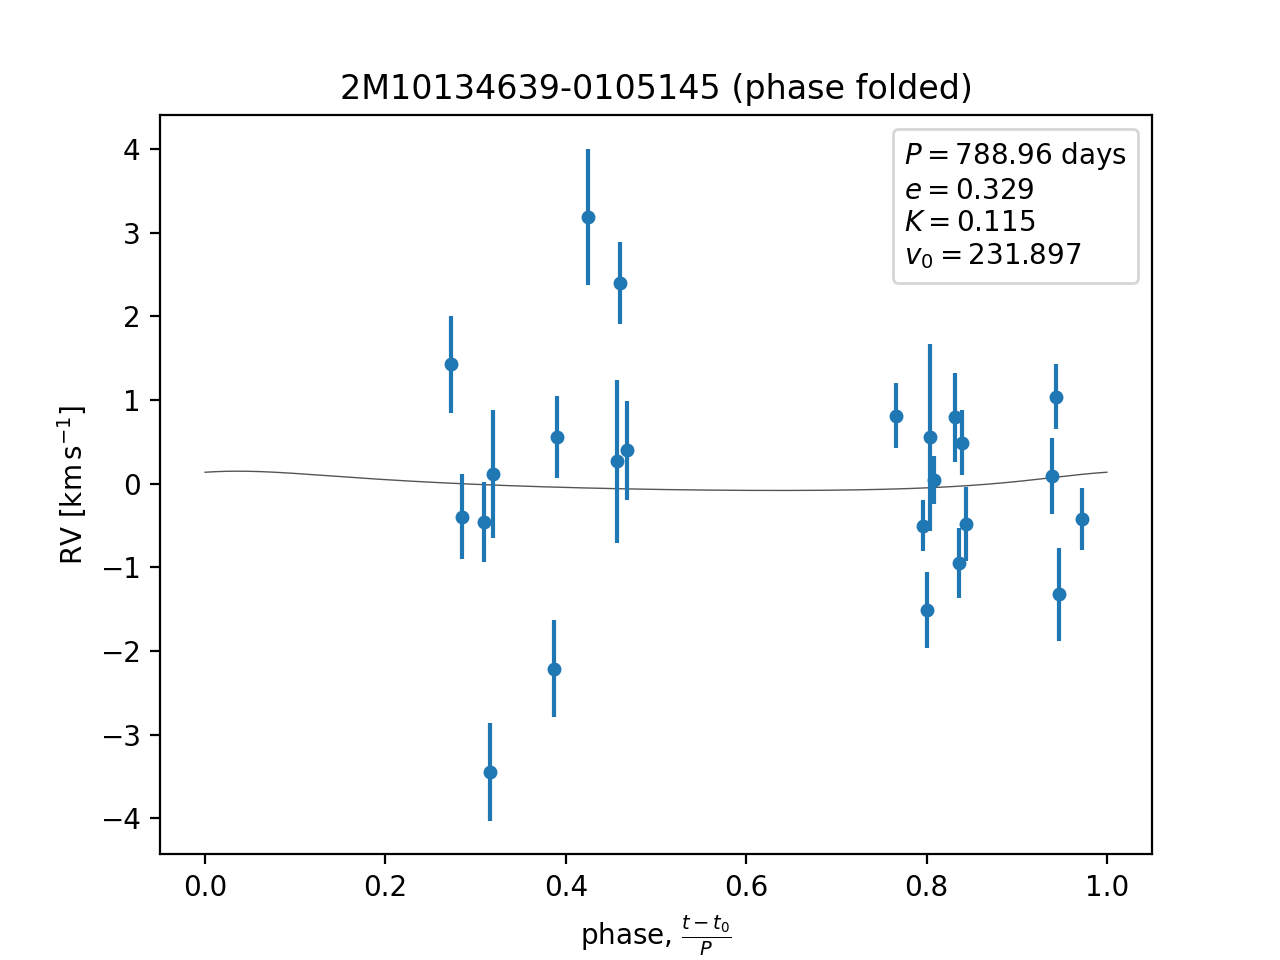 2M10134639-0105145 (phase folded)
P = 788.96 days
e = 0.329
K = 0.115
v₀ = 231.897
RV [km s⁻¹]
4
3
2
1
0
−1
−2
−3
−4
0.0 0.2 0.4 0.6 0.8 1.0
phase, (t − t₀)/P